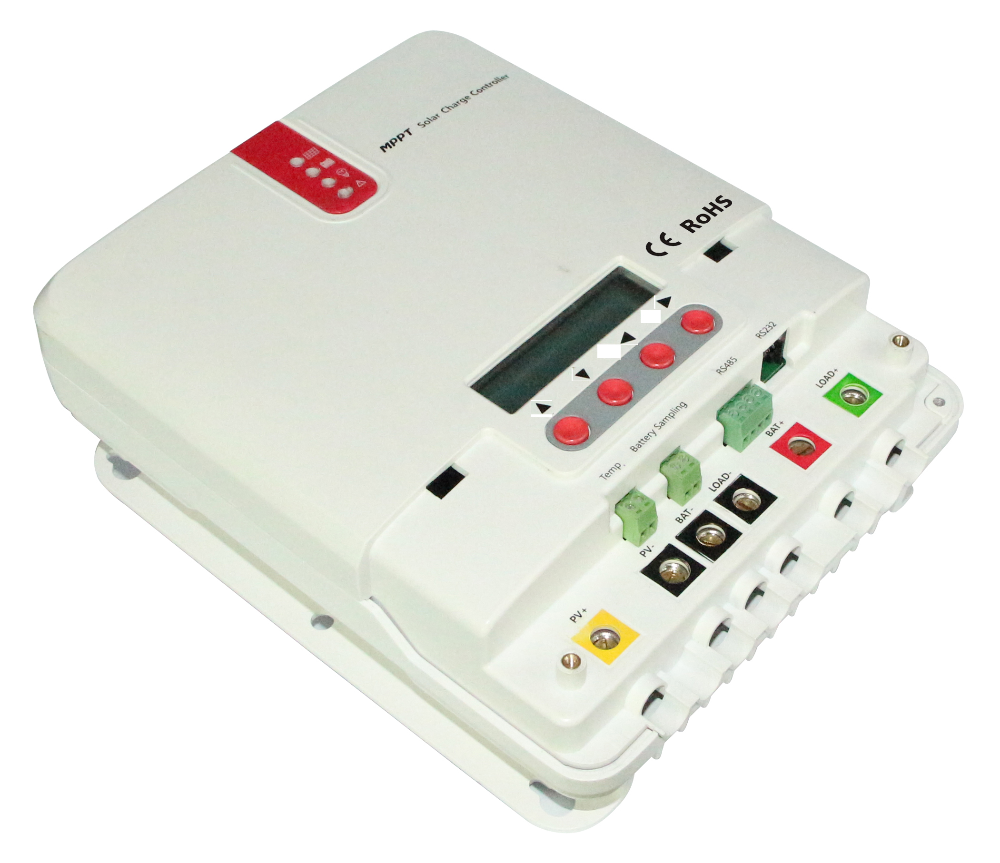 MPPT Solar Charge Controller
CE RoHS
RS232
RS485
Battery Sampling
Temp.
LOAD+
BAT+
LOAD-
BAT-
PV-
PV+